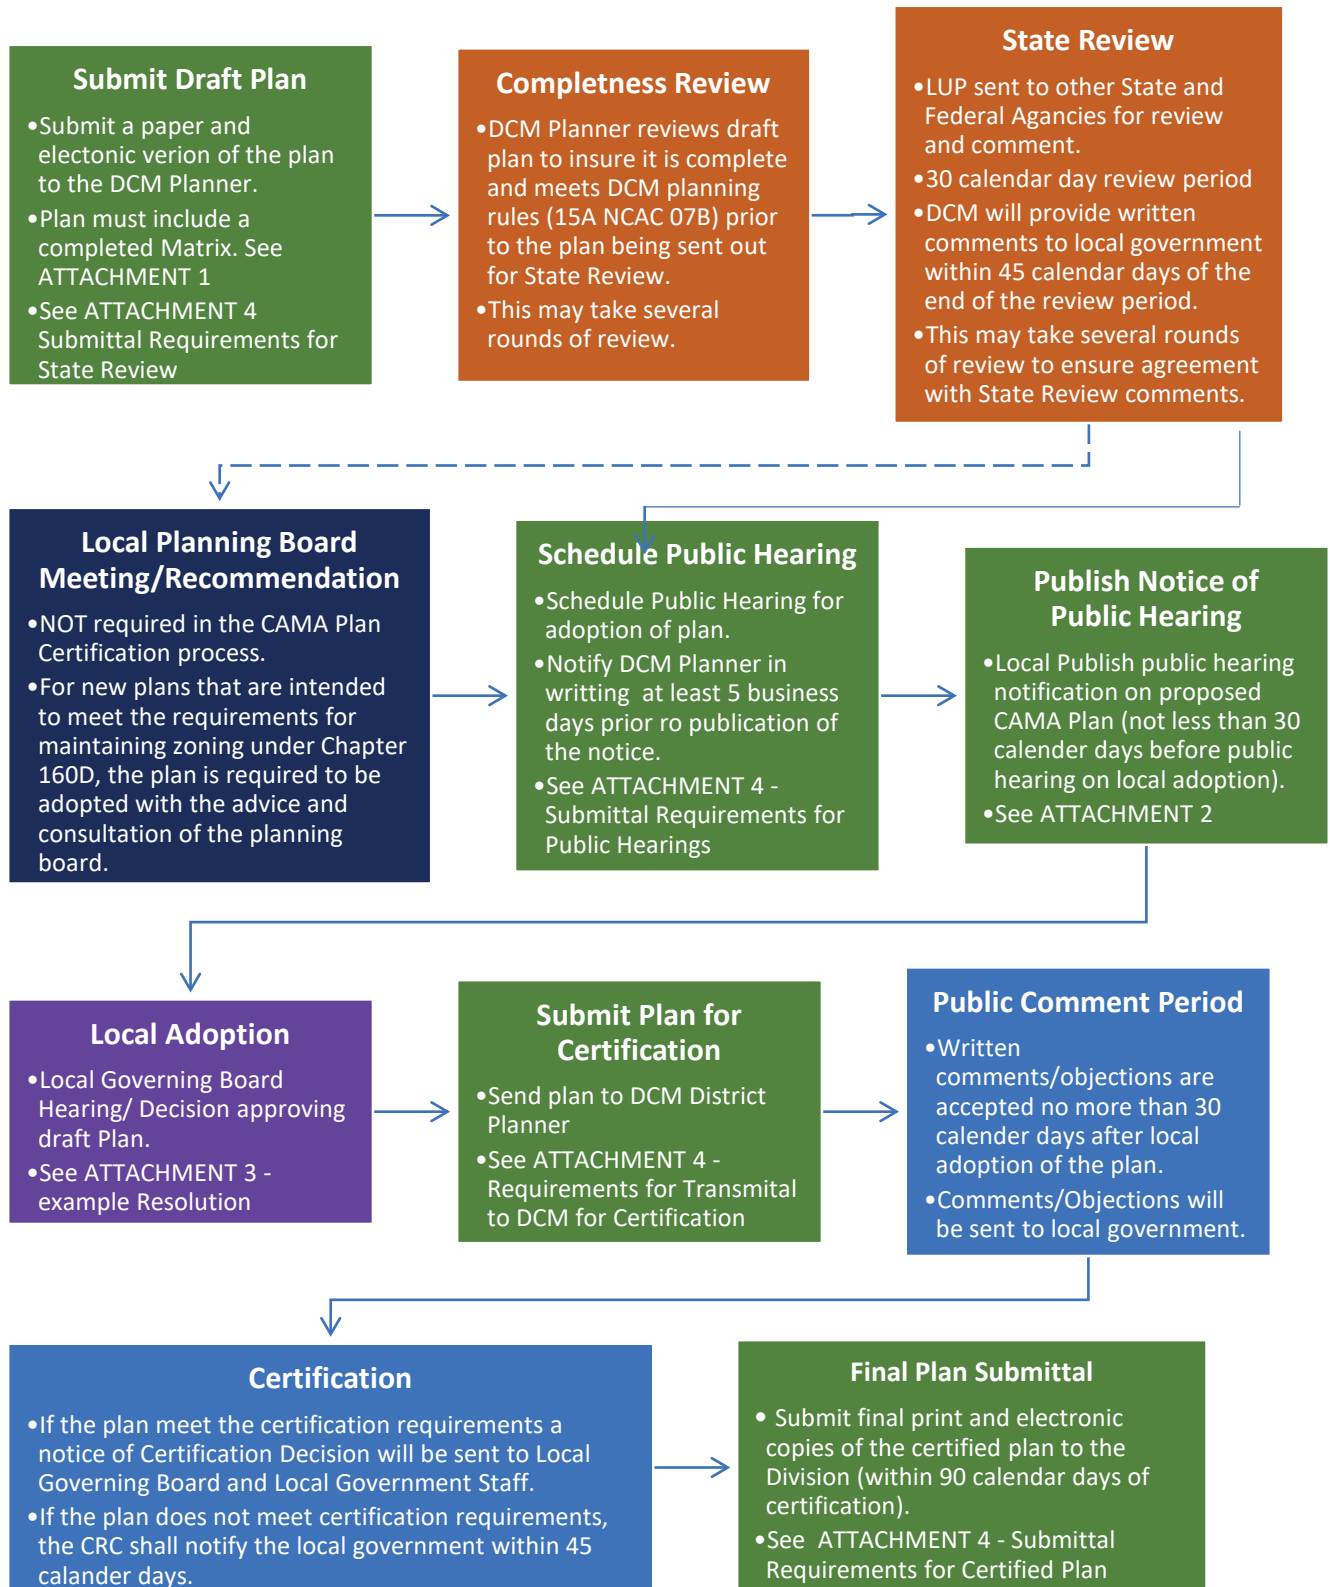 Submit Draft Plan
•Submit a paper and
electonic verion of the plan
to the DCM Planner.
•Plan must include a
completed Matrix. See
ATTACHMENT 1
•See ATTACHMENT 4
Submittal Requirements for
State Review
Completness Review
•DCM Planner reviews draft
plan to insure it is complete
and meets DCM planning
rules (15A NCAC 07B) prior
to the plan being sent out
for State Review.
•This may take several
rounds of review.
State Review
•LUP sent to other State and
Federal Agancies for review
and comment.
•30 calendar day review period
•DCM will provide written
comments to local government
within 45 calendar days of the
end of the review period.
•This may take several rounds
of review to ensure agreement
with State Review comments.
Local Planning Board
Meeting/Recommendation
•NOT required in the CAMA Plan
Certification process.
•For new plans that are intended
to meet the requirements for
maintaining zoning under Chapter
160D, the plan is required to be
adopted with the advice and
consultation of the planning
board.
Schedule Public Hearing
•Schedule Public Hearing for
adoption of plan.
•Notify DCM Planner in
writting at least 5 business
days prior ro publication of
the notice.
•See ATTACHMENT 4 -
Submittal Requirements for
Public Hearings
Publish Notice of
Public Hearing
•Local Publish public hearing
notification on proposed
CAMA Plan (not less than 30
calender days before public
hearing on local adoption).
•See ATTACHMENT 2
Local Adoption
•Local Governing Board
Hearing/ Decision approving
draft Plan.
•See ATTACHMENT 3 -
example Resolution
Submit Plan for
Certification
•Send plan to DCM District
Planner
•See ATTACHMENT 4 -
Requirements for Transmital
to DCM for Certification
Public Comment Period
•Written
comments/objections are
accepted no more than 30
calender days after local
adoption of the plan.
•Comments/Objections will
be sent to local government.
Certification
•If the plan meet the certification requirements a
notice of Certification Decision will be sent to Local
Governing Board and Local Government Staff.
•If the plan does not meet certification requirements,
the CRC shall notify the local government within 45
calander days.
Final Plan Submittal
• Submit final print and electronic
copies of the certified plan to the
Division (within 90 calendar days of
certification).
•See ATTACHMENT 4 - Submittal
Requirements for Certified Plan